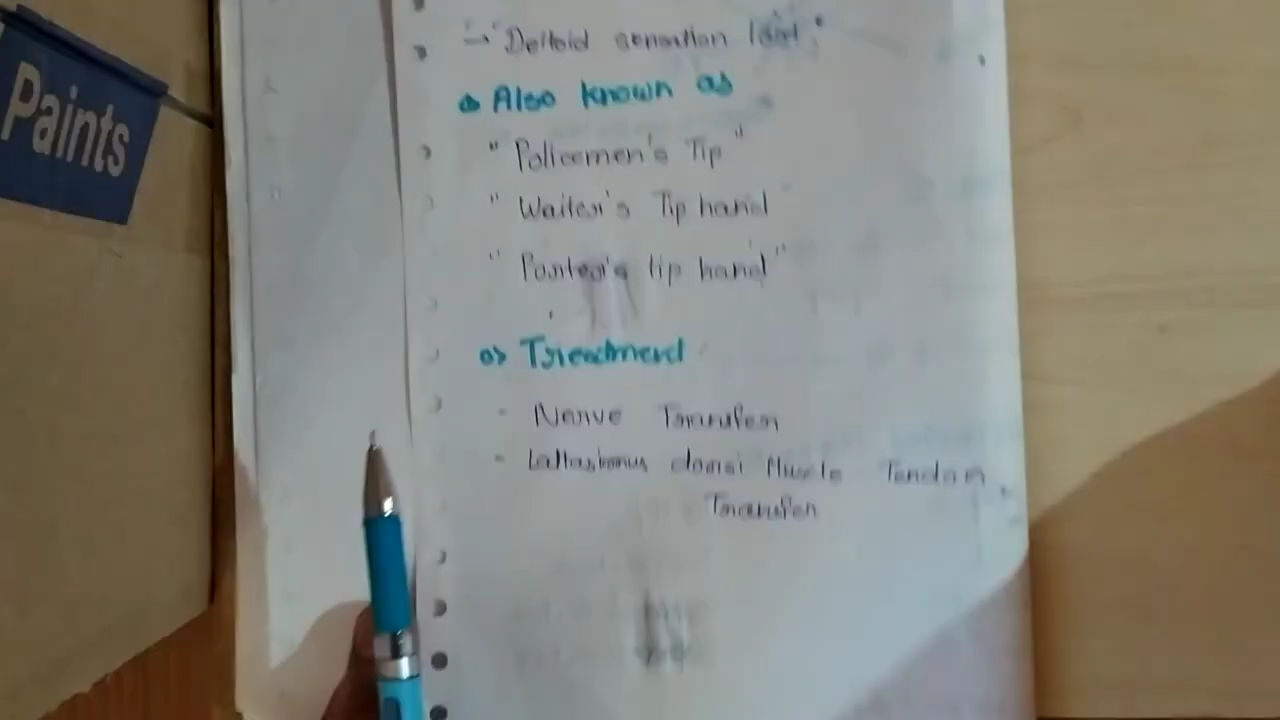 Paints
→ "Deltoid sensation lost"
Also known as
"Policemen's Tip"
"Waiter's Tip hand"
"Porter's tip hand"
Treatment
- Nerve Transfer
- Lattasimus dorsi Muscle Tendon
Transfer